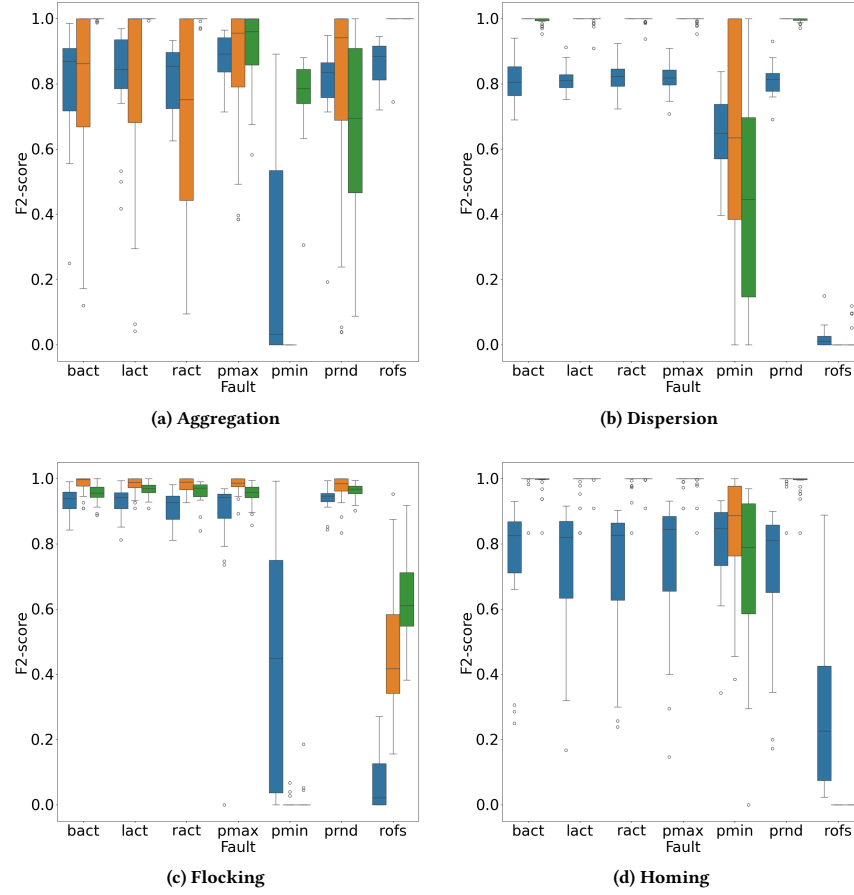 1.0
0.8
0.6
0.4
0.2
0.0
F2-score
bact lact ract pmax pmin prnd rofs
Fault
(a) Aggregation
1.0
0.8
0.6
0.4
0.2
0.0
F2-score
bact lact ract pmax pmin prnd rofs
Fault
(b) Dispersion
1.0
0.8
0.6
0.4
0.2
0.0
F2-score
bact lact ract pmax pmin prnd rofs
Fault
(c) Flocking
1.0
0.8
0.6
0.4
0.2
0.0
F2-score
bact lact ract pmax pmin prnd rofs
Fault
(d) Homing